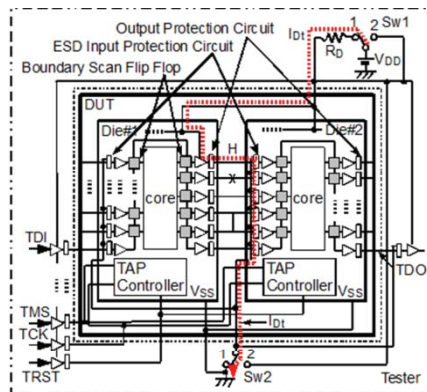 Output Protection Circuit
ESD Input Protection Circuit
Boundary Scan Flip Flop
IDt
1
2
Sw1
RD
VDD
DUT
Die#1
H
Die#2
X
core
core
TDI
TDO
TAP
Controller
VSS
TAP
Controller
VSS
TMS
TCK
TRST
IDt
1
2
Sw2
Tester